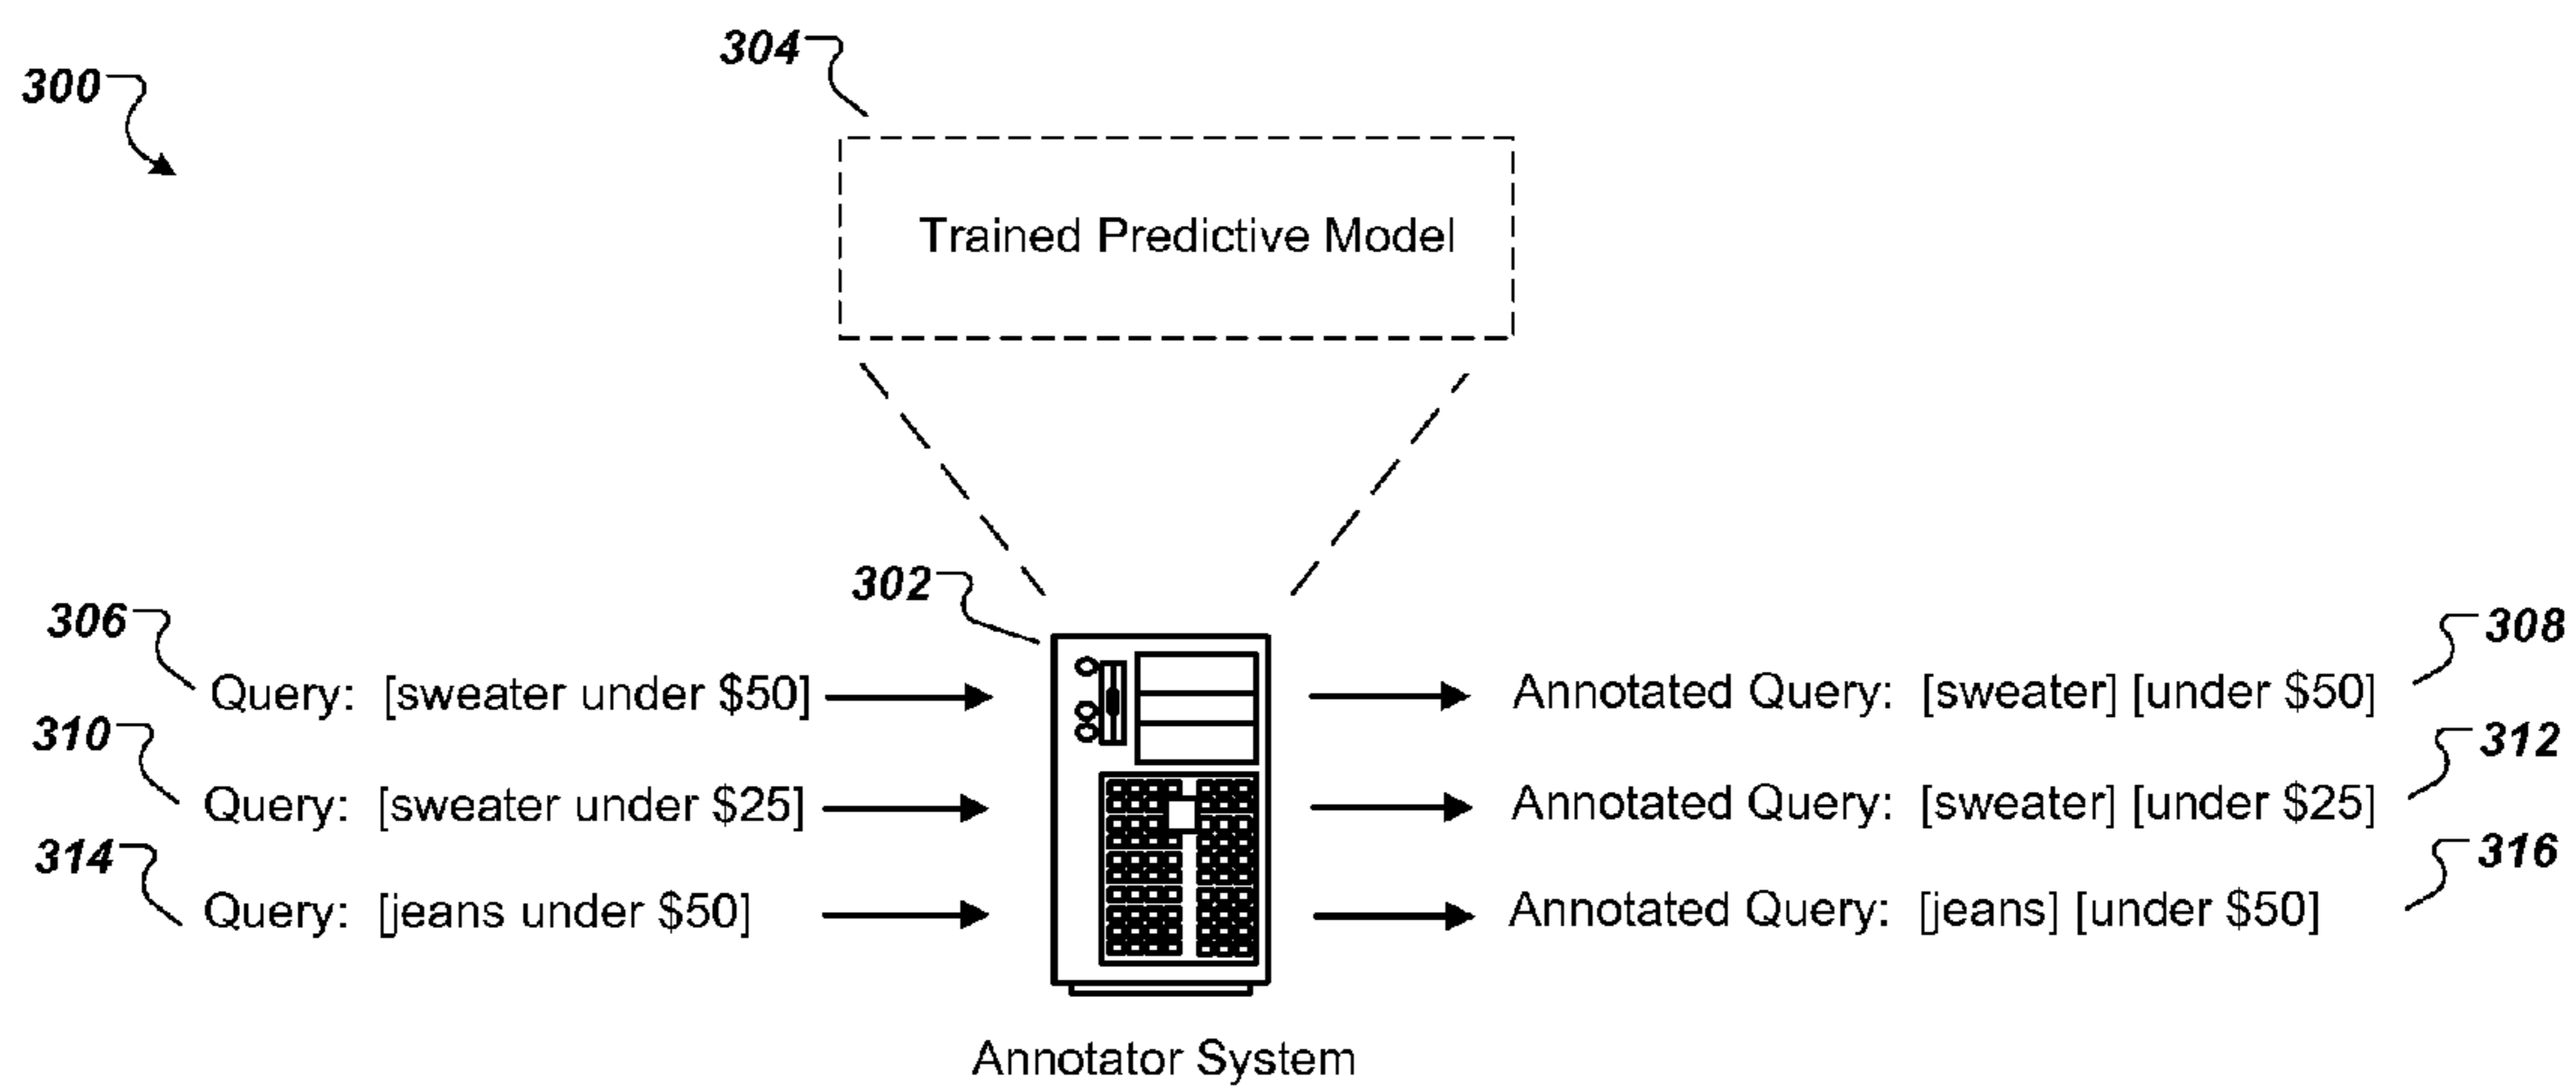 304
300
Trained Predictive Model
302
306
308
Query: [sweater under $50]
Annotated Query: [sweater] [under $50]
310
312
Query: [sweater under $25]
Annotated Query: [sweater] [under $25]
314
316
Query: [jeans under $50]
Annotated Query: [jeans] [under $50]
Annotator System